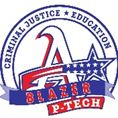 CRIMINAL JUSTICE ★ EDUCATION
BLAZER
P-TECH